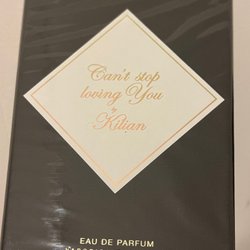 Can't stop
loving You
by
Kilian
EAU DE PARFUM